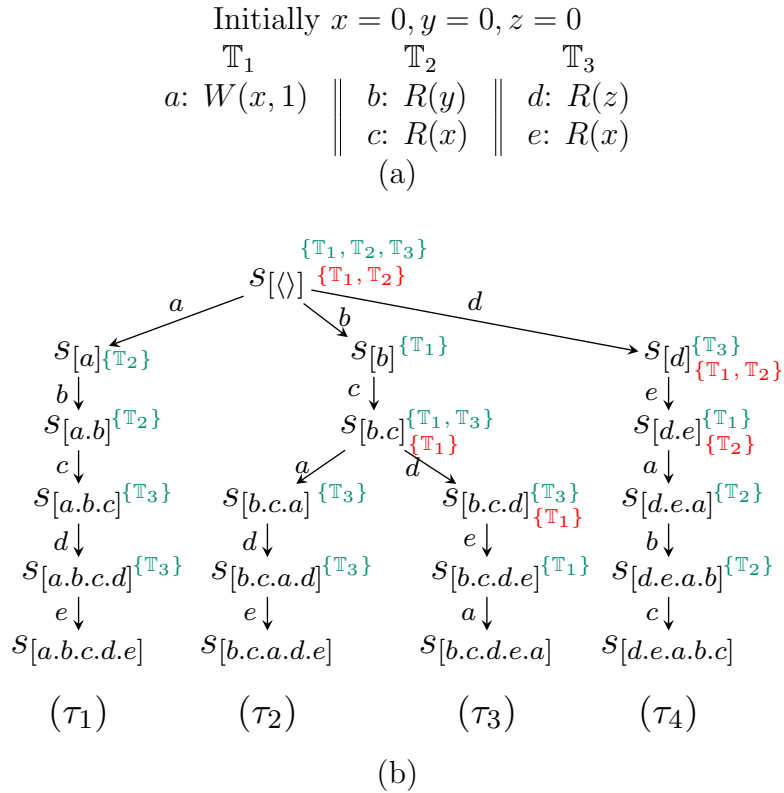 Initially x = 0, y = 0, z = 0
𝕋₁ 𝕋₂ 𝕋₃
a: W(x, 1) ‖ b: R(y) ‖ d: R(z)
c: R(x) ‖ e: R(x)
(a)
{𝕋₁, 𝕋₂, 𝕋₃}
s[⟨⟩] {𝕋₁, 𝕋₂}
a b d
s[a] {𝕋₂} s[b] {𝕋₁} s[d] {𝕋₃} {𝕋₁, 𝕋₂}
b c e
s[a.b] {𝕋₂} s[b.c] {𝕋₁, 𝕋₃} {𝕋₁} s[d.e] {𝕋₁} {𝕋₂}
c a d a
s[a.b.c] {𝕋₃} s[b.c.a] {𝕋₃} s[b.c.d] {𝕋₃} {𝕋₁} s[d.e.a] {𝕋₂}
d d e b
s[a.b.c.d] {𝕋₃} s[b.c.a.d] {𝕋₃} s[b.c.d.e] {𝕋₁} s[d.e.a.b] {𝕋₂}
e e a c
s[a.b.c.d.e] s[b.c.a.d.e] s[b.c.d.e.a] s[d.e.a.b.c]
(τ₁) (τ₂) (τ₃) (τ₄)
(b)